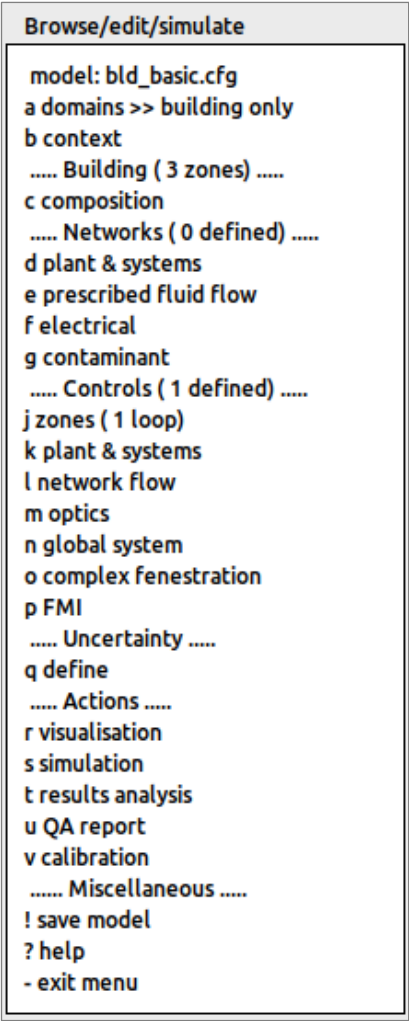 Browse/edit/simulate
model: bld_basic.cfg
a domains >> building only
b context
..... Building ( 3 zones) .....
c composition
..... Networks ( 0 defined) .....
d plant & systems
e prescribed fluid flow
f electrical
g contaminant
..... Controls ( 1 defined) .....
j zones ( 1 loop)
k plant & systems
l network flow
m optics
n global system
o complex fenestration
p FMI
..... Uncertainty .....
q define
..... Actions .....
r visualisation
s simulation
t results analysis
u QA report
v calibration
...... Miscellaneous .....
! save model
? help
- exit menu